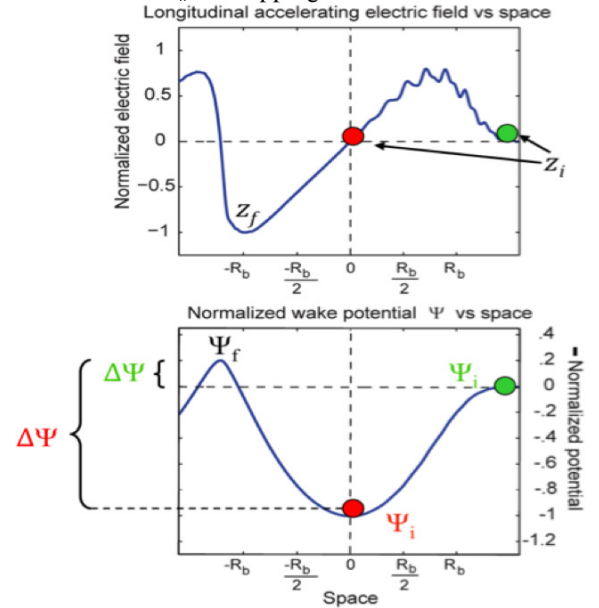 Longitudinal accelerating electric field vs space
Normalized electric field
1
0.5
0
-0.5
-1
z_f
z_i
-R_b
-R_b/2
0
R_b/2
R_b
Normalized wake potential Ψ vs space
Ψ_f
ΔΨ
ΔΨ
Ψ_i
Ψ_i
.4
.2
0
-.2
-.4
-.6
-.8
-1
-1.2
- Normalized potential
-R_b
-R_b/2
0
R_b/2
R_b
Space